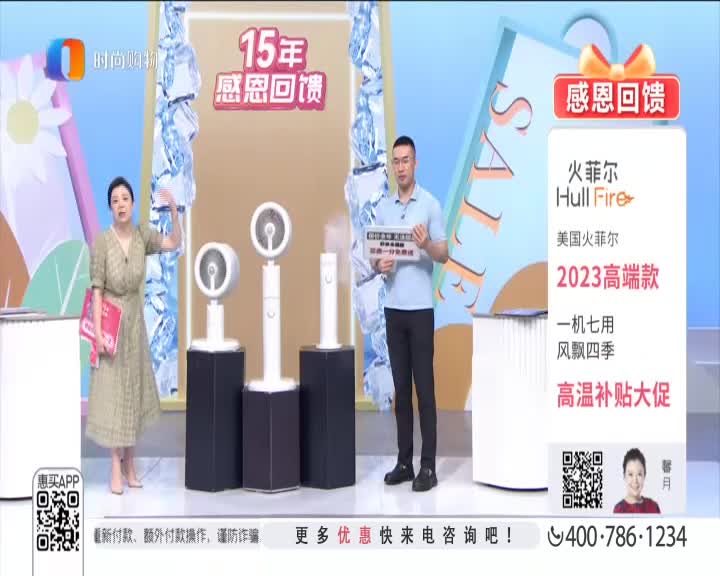 时尚购物
15年
感恩回馈
SALE
感恩回馈
火菲尔
Hull Fire
美国火菲尔
2023高端款
一机七用
风飘四季
高温补贴大促
馨月
惠买APP
重新付款、额外付款操作，谨防诈骗
更多优惠快来电咨询吧！
400-786-1234